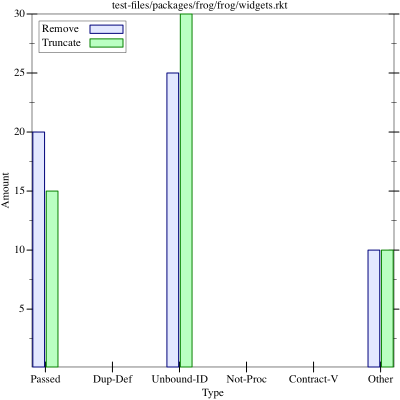 test-files/packages/frog/frog/widgets.rkt
Remove
Truncate
30
25
20
15
10
5
Amount
Passed Dup-Def Unbound-ID Not-Proc Contract-V Other
Type